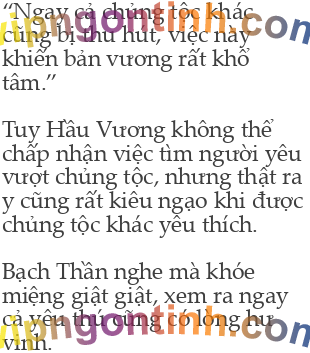 “Ngay cả chủng tộc khác
cũng bị thu hút, việc này
khiến bản vương rất khổ
tâm.”
Tuy Hầu Vương không thể
chấp nhận việc tìm người yêu
vượt chủng tộc, nhưng thật ra
y cũng rất kiêu ngạo khi được
chủng tộc khác yêu thích.
Bạch Thần nghe mà khóe
miệng giật giật, xem ra ngay
cả yêu thú cũng có lòng hư
vinh.
vipngontinh.com
vipngontinh.com